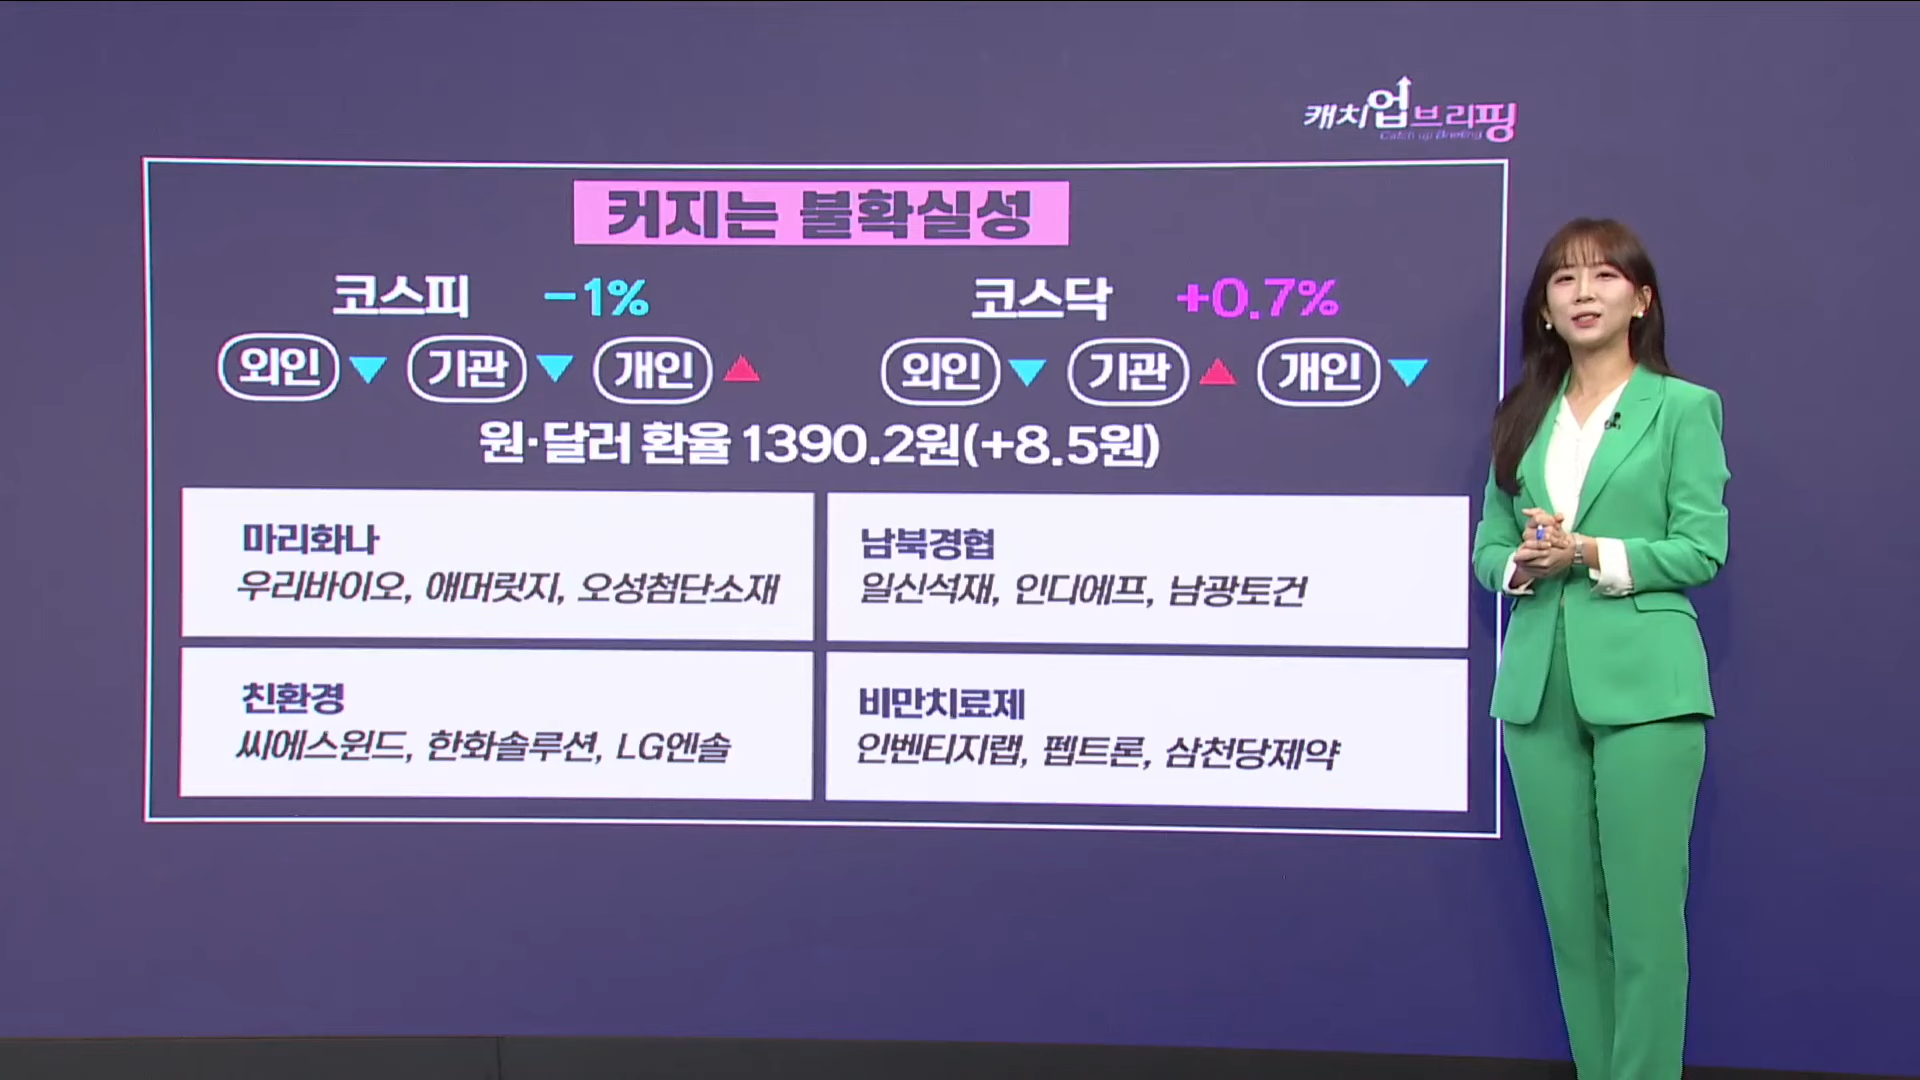 캐치업브리핑
Catch up Briefing
커지는 불확실성
코스피 -1% 코스닥 +0.7%
외인 ▼ 기관 ▼ 개인 ▲ 외인 ▼ 기관 ▲ 개인 ▼
원·달러 환율 1390.2원(+8.5원)
마리화나
우리바이오, 애머릿지, 오성첨단소재
남북경협
일신석재, 인디에프, 남광토건
친환경
씨에스윈드, 한화솔루션, LG엔솔
비만치료제
인벤티지랩, 펩트론, 삼천당제약